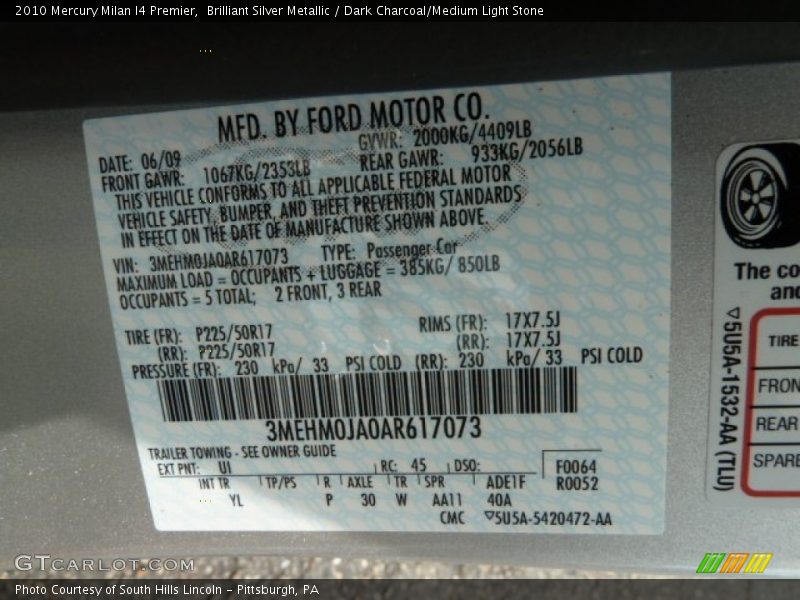 2010 Mercury Milan I4 Premier,  Brilliant Silver Metallic / Dark Charcoal/Medium Light Stone
MFD. BY FORD MOTOR CO.
DATE: 06/09 GVWR: 2000KG/4409LB
FRONT GAWR: 1067KG/2353LB REAR GAWR: 933KG/2056LB
THIS VEHICLE CONFORMS TO ALL APPLICABLE FEDERAL MOTOR
VEHICLE SAFETY, BUMPER, AND THEFT PREVENTION STANDARDS
IN EFFECT ON THE DATE OF MANUFACTURE SHOWN ABOVE.
VIN: 3MEHM0JA0AR617073 TYPE: Passenger Car
MAXIMUM LOAD = OCCUPANTS + LUGGAGE = 385KG/ 850LB
OCCUPANTS = 5 TOTAL; 2 FRONT, 3 REAR
TIRE (FR): P225/50R17 RIMS (FR): 17X7.5J
(RR): P225/50R17 (RR): 17X7.5J
PRESSURE (FR): 230 kPa/ 33 PSI COLD (RR): 230 kPa/ 33 PSI COLD
3MEHM0JA0AR617073
TRAILER TOWING - SEE OWNER GUIDE
EXT PNT: UI RC: 45 DSO: F0064
INT TR TP/PS R AXLE TR SPR ADE1F R0052
YL P 30 W AA11 40A
CMC ▽5U5A-5420472-AA
The co
and
▽5U5A-1532-AA (TLU)
TIRE
FRON
REAR
SPARE
GTCARLOT.COM
Photo Courtesy of South Hills Lincoln - Pittsburgh, PA